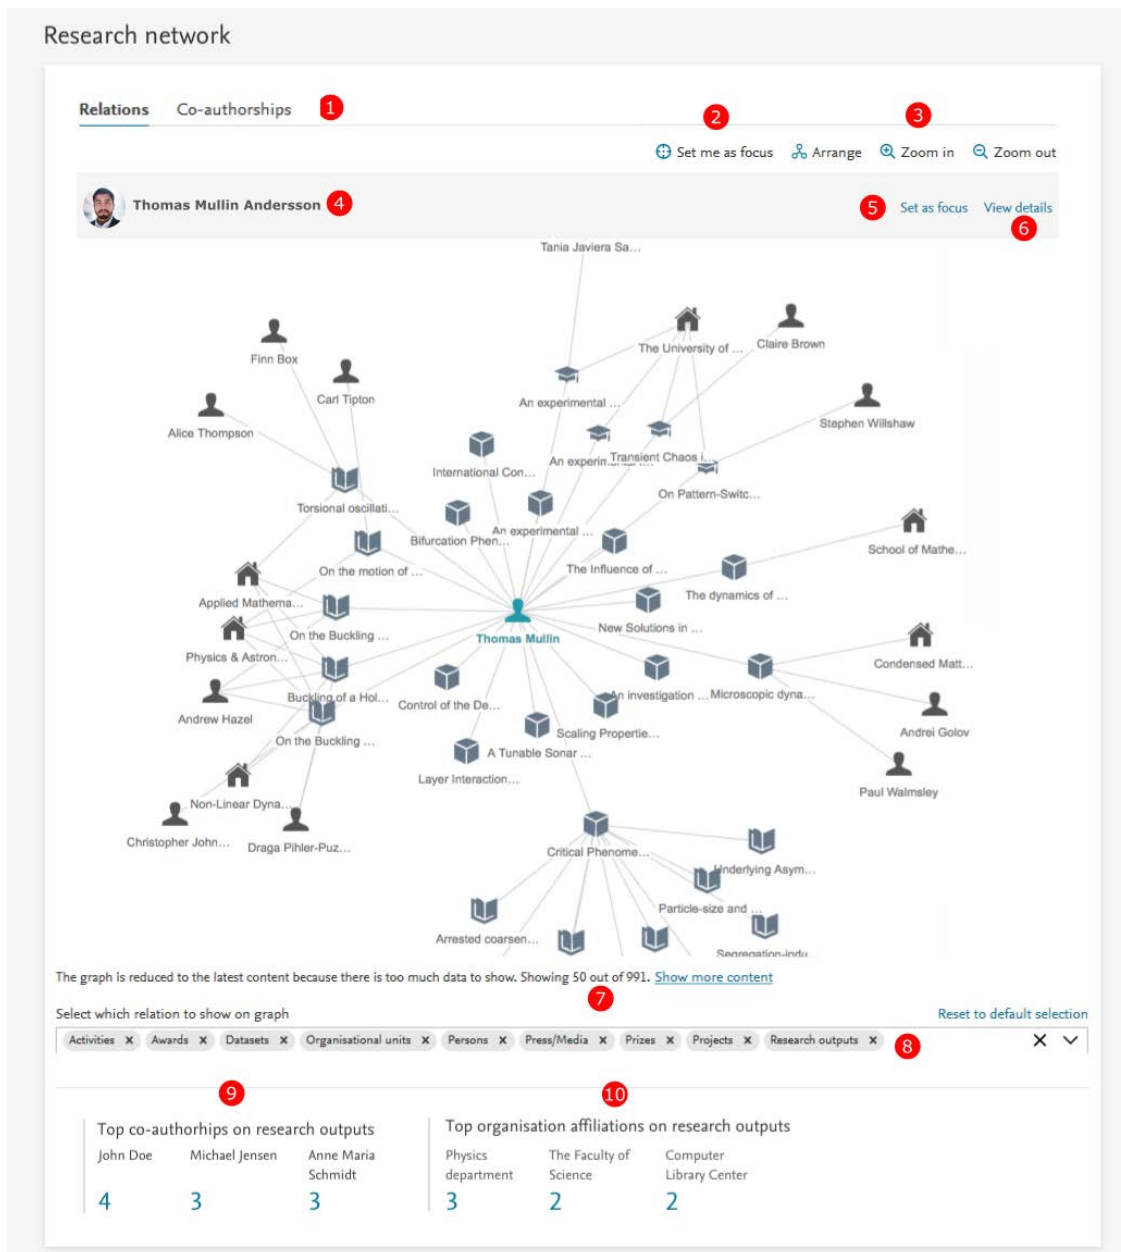 Research network
Relations Co-authorships 1
2 3
Set me as focus Arrange Zoom in Zoom out
Thomas Mullin Andersson 4 5 Set as focus View details
6
Tania Javiera Sa...
The University of ... Claire Brown
Finn Box
Carl Tipton
An experimental ...
Stephen Willshaw
Alice Thompson
An experim... Transient Chaos i...
International Con...
On Pattern-Switc...
Torsional oscillati...
An experimental ...
Bifurcation Phen...
School of Mathe...
On the motion of ... The Influence of ...
The dynamics of ...
Applied Mathema...
New Solutions in ...
On the Buckling ... Thomas Mullin
Physics & Astron...
Condensed Matt...
Buckling of a Hol... Control of the De... An investigation ... Microscopic dyna...
Andrew Hazel
Scaling Propertie... Andrei Golov
On the Buckling ...
A Tunable Sonar ...
Layer Interaction...
Paul Walmsley
Non-Linear Dyna...
Christopher John... Draga Pihler-Puz... Critical Phenome...
Underlying Asym...
Particle-size and ...
Arrested coarsen...
Segregation-indu...
The graph is reduced to the latest content because there is too much data to show. Showing 50 out of 991. Show more content
7
Select which relation to show on graph Reset to default selection
Activities x Awards x Datasets x Organisational units x Persons x Press/Media x Prizes x Projects x Research outputs x 8
9 10
Top co-authorhips on research outputs
John Doe Michael Jensen Anne Maria
Schmidt
4 3 3
Top organisation affiliations on research outputs
Physics The Faculty of Computer
department Science Library Center
3 2 2